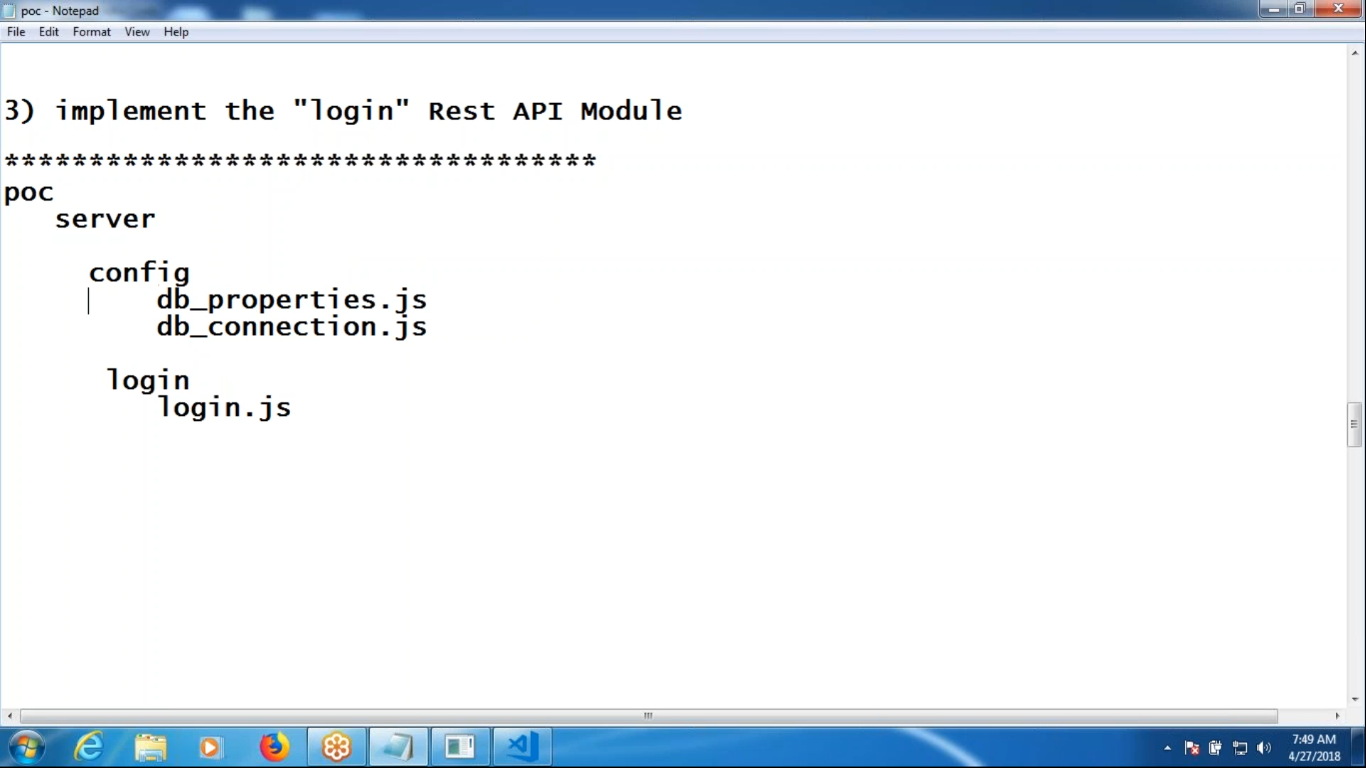 poc - Notepad
File Edit Format View Help
3) implement the "login" Rest API Module
***********************************
poc
server
config
db_properties.js
db_connection.js
login
login.js
7:49 AM
4/27/2018